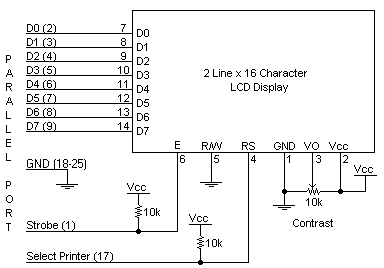 PARALLEL PORT
D0 (2) 7 D0
D1 (3) 8 D1
D2 (4) 9 D2
D3 (5) 10 D3
D4 (6) 11 D4
D5 (7) 12 D5
D6 (8) 13 D6
D7 (9) 14 D7
2 Line x 16 Character
LCD Display
E R/W RS GND VO Vcc
6 5 4 1 3 2
GND (18-25)
Vcc
10k
Vcc
10k
Vcc
10k
Contrast
Strobe (1)
Select Printer (17)